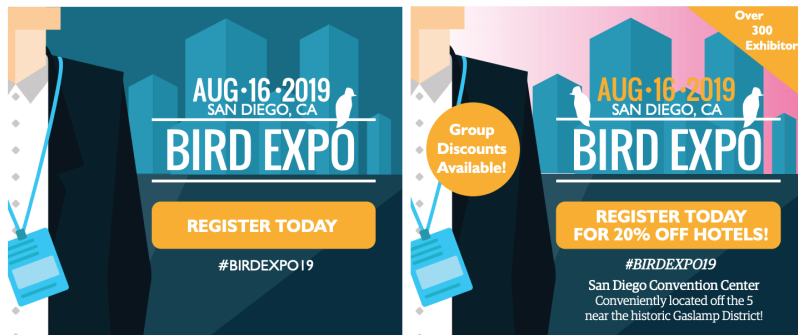 AUG·16·2019
SAN DIEGO, CA
BIRD EXPO
REGISTER TODAY
#BIRDEXPO19
Over
300
Exhibitor
AUG·16·2019
SAN DIEGO, CA
Group
Discounts
Available!
BIRD EXPO
REGISTER TODAY
FOR 20% OFF HOTELS!
#BIRDEXPO19
San Diego Convention Center
Conveniently located off the 5
near the historic Gaslamp District!